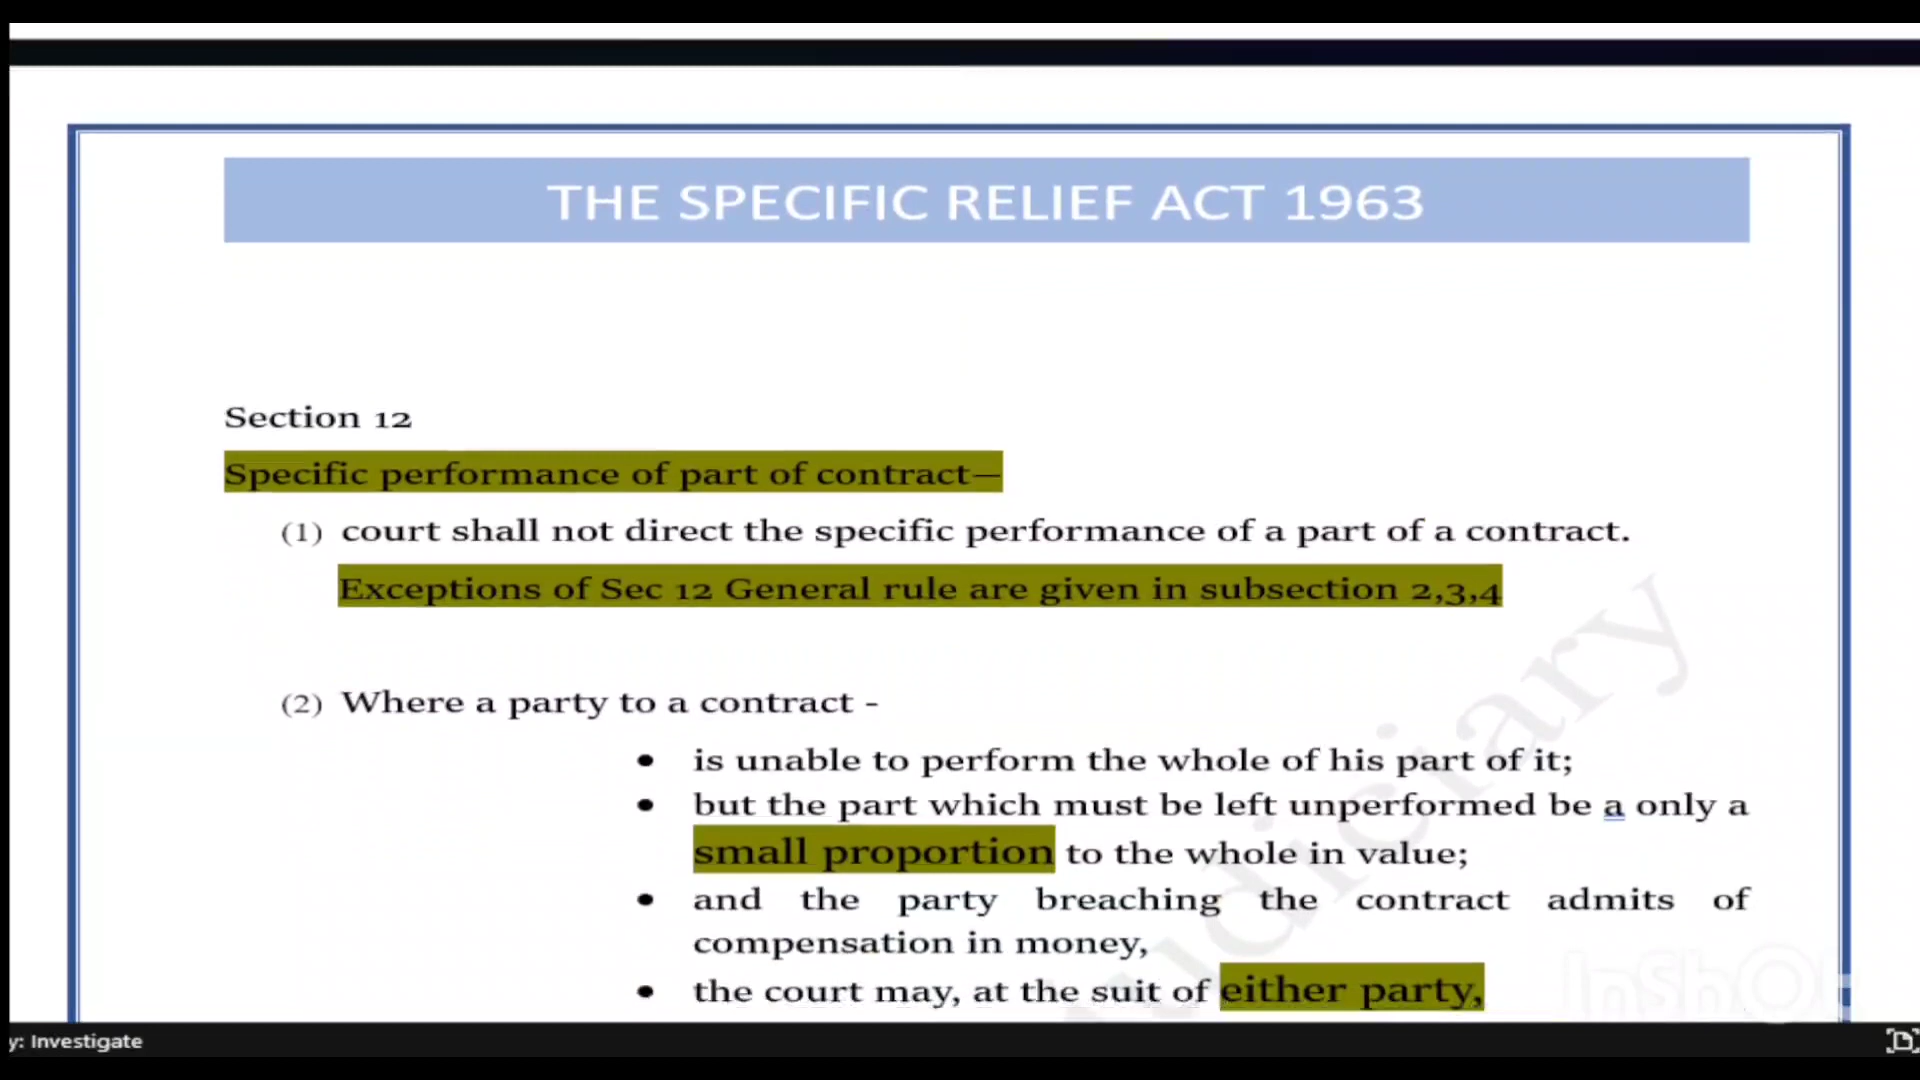 THE SPECIFIC RELIEF ACT 1963
Section 12
Specific performance of part of contract—
(1) court shall not direct the specific performance of a part of a contract.
Exceptions of Sec 12 General rule are given in subsection 2,3,4
(2) Where a party to a contract -
• is unable to perform the whole of his part of it;
• but the part which must be left unperformed be a only a
small proportion to the whole in value;
• and the party breaching the contract admits of
compensation in money,
• the court may, at the suit of either party,
udiciary
InShO
y: Investigate